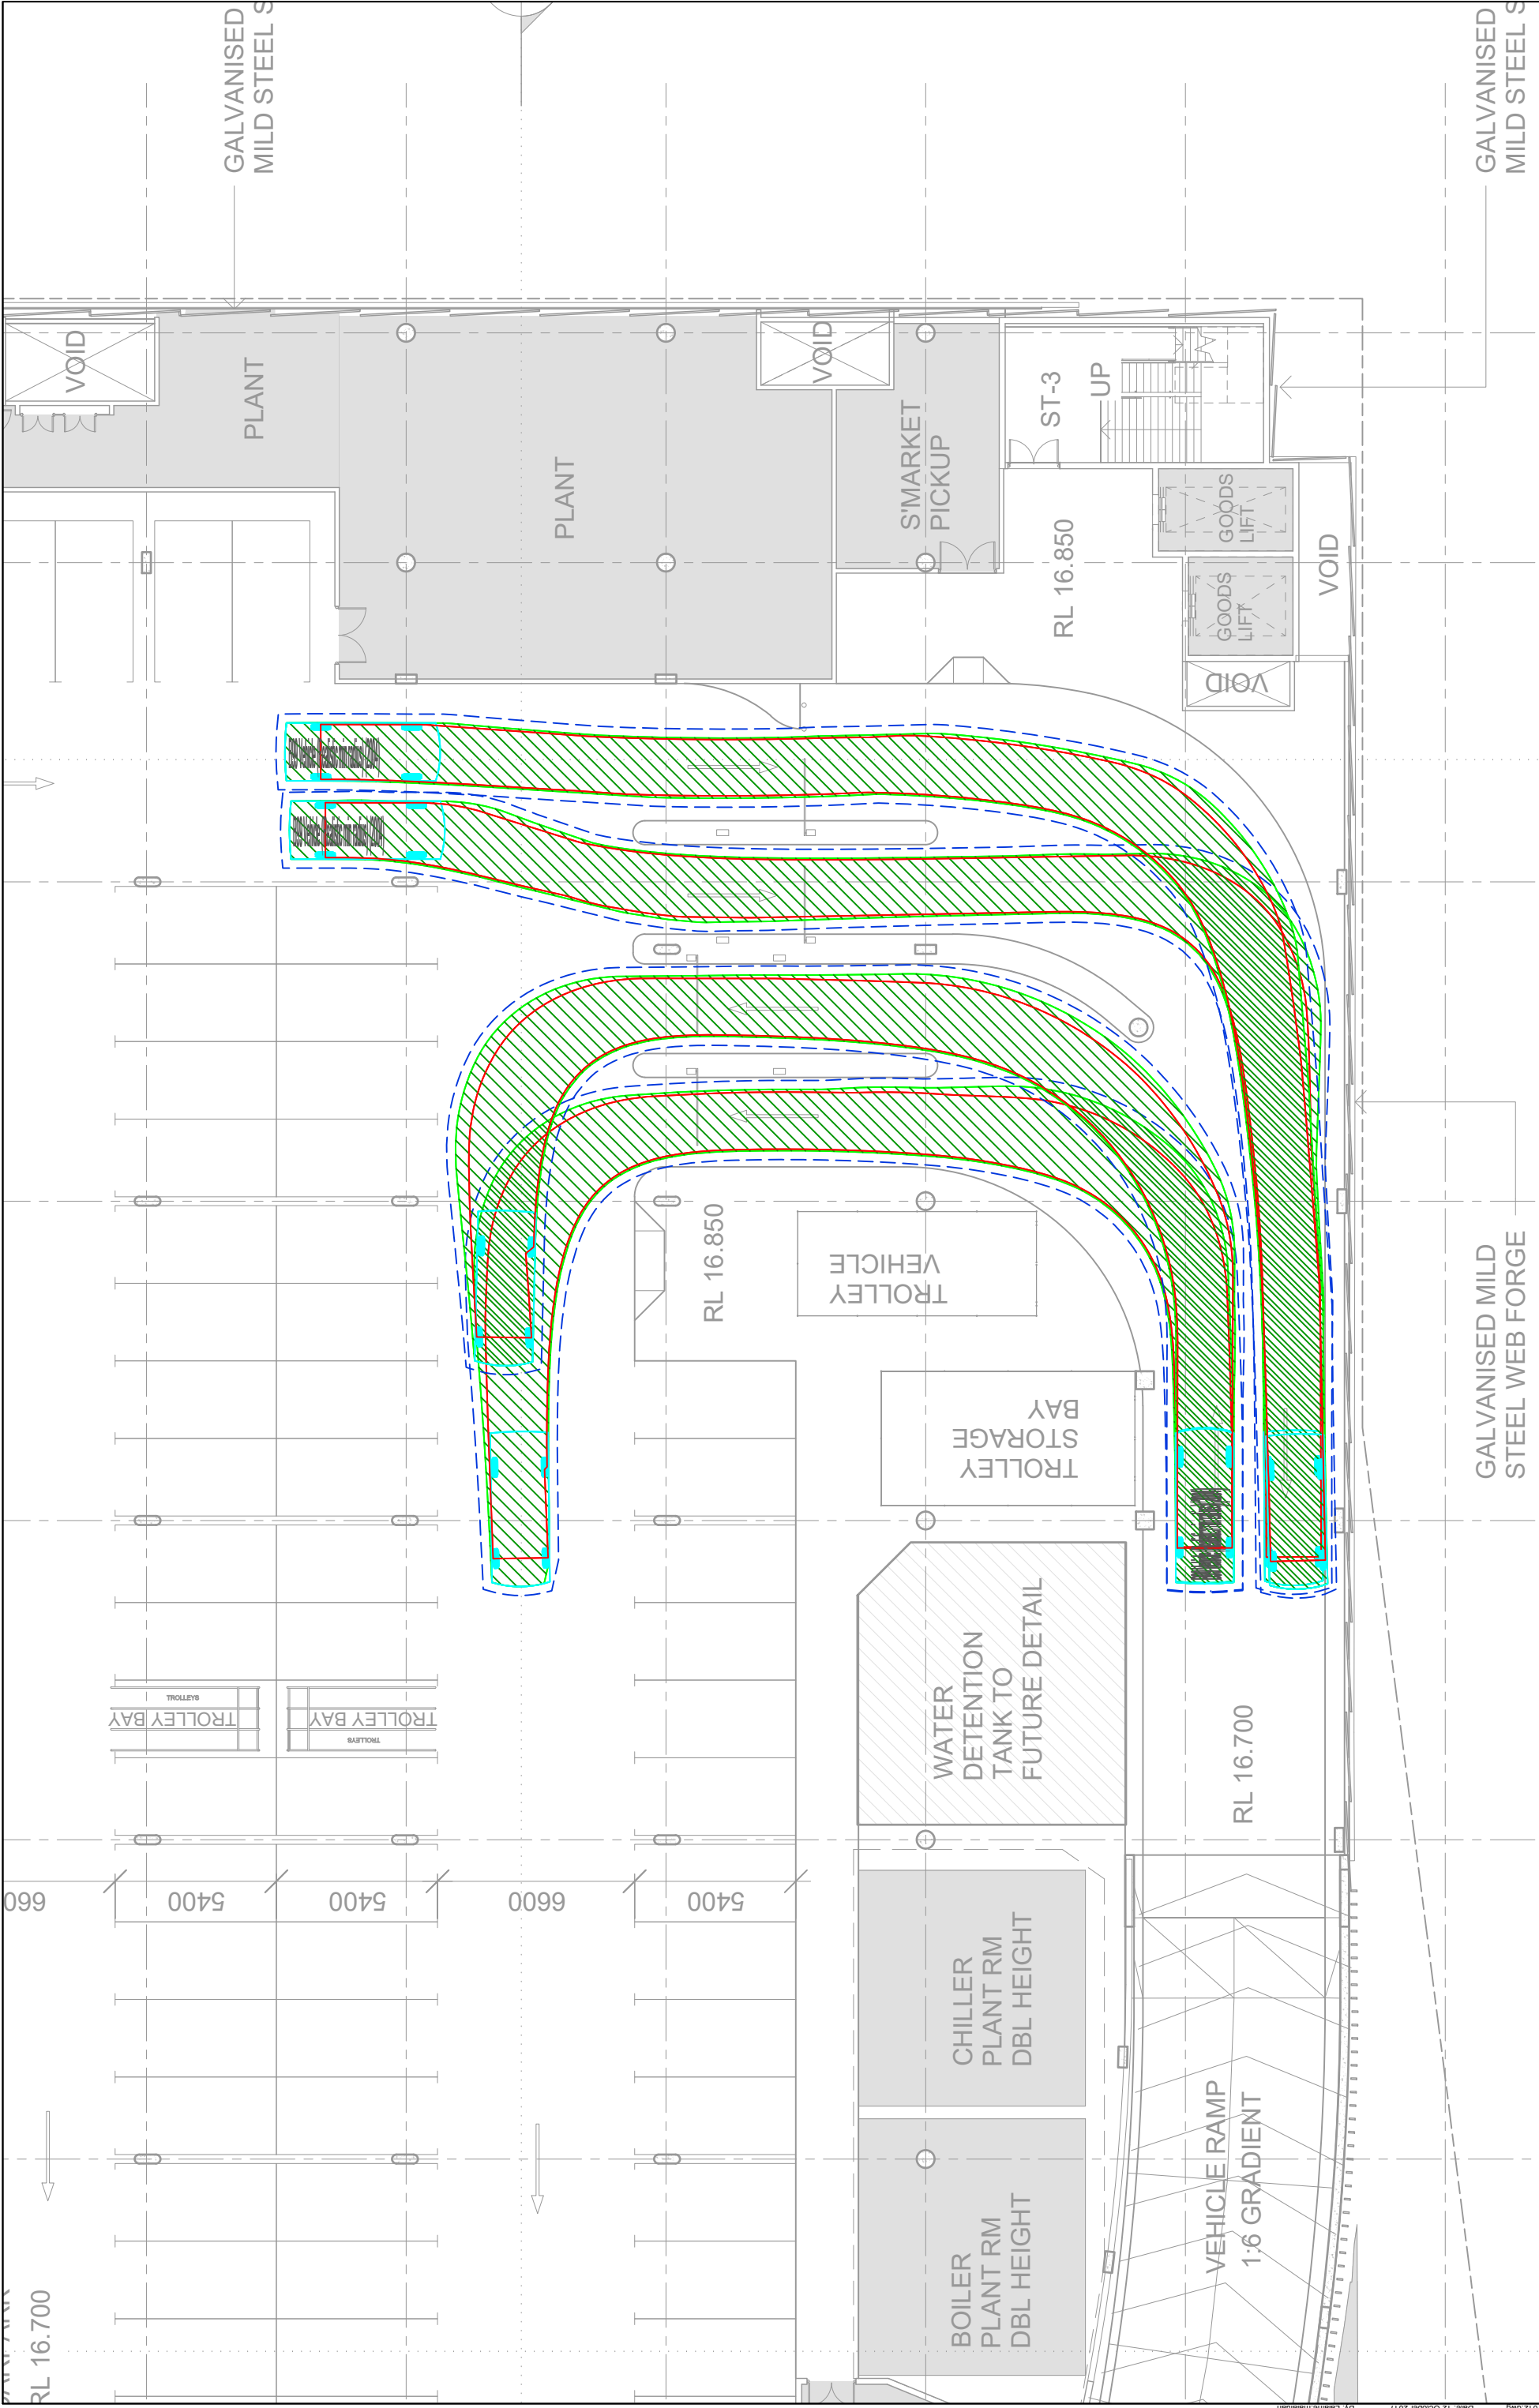 GALVANISED
MILD STEEL S
GALVANISED
MILD STEEL S
VOID
PLANT
PLANT
VOID
S'MARKET
PICKUP
ST-3
UP
RL 16.850
GOODS
LIFT
GOODS
LIFT
VOID
VOID
RL 16.850
TROLLEY
VEHICLE
TROLLEY
STORAGE
BAY
GALVANISED MILD
STEEL WEB FORGE
WATER
DETENTION
TANK TO
FUTURE DETAIL
TROLLEYS
TROLLEY BAY
TROLLEY BAY
TROLLEYS
RL 16.700
5400
5400
6600
5400
CHILLER
PLANT RM
DBL HEIGHT
BOILER
PLANT RM
DBL HEIGHT
VEHICLE RAMP
1:6 GRADIENT
RL 16.700